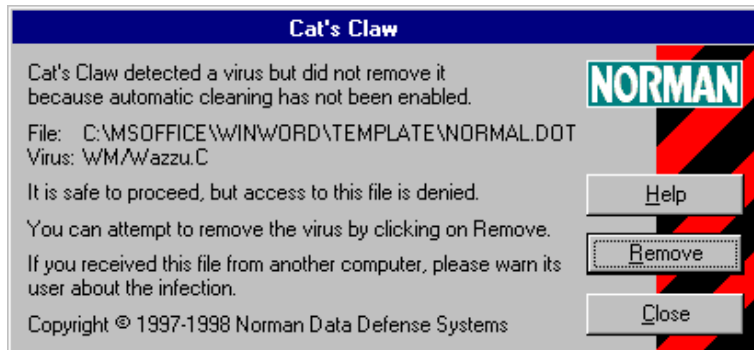 Cat's Claw
Cat's Claw detected a virus but did not remove it
because automatic cleaning has not been enabled.
NORMAN
File: C:\MSOFFICE\WINWORD\TEMPLATE\NORMAL.DOT
Virus: WM/Wazzu.C
It is safe to proceed, but access to this file is denied.
Help
You can attempt to remove the virus by clicking on Remove.
Remove
If you received this file from another computer, please warn its
user about the infection.
Close
Copyright © 1997-1998 Norman Data Defense Systems